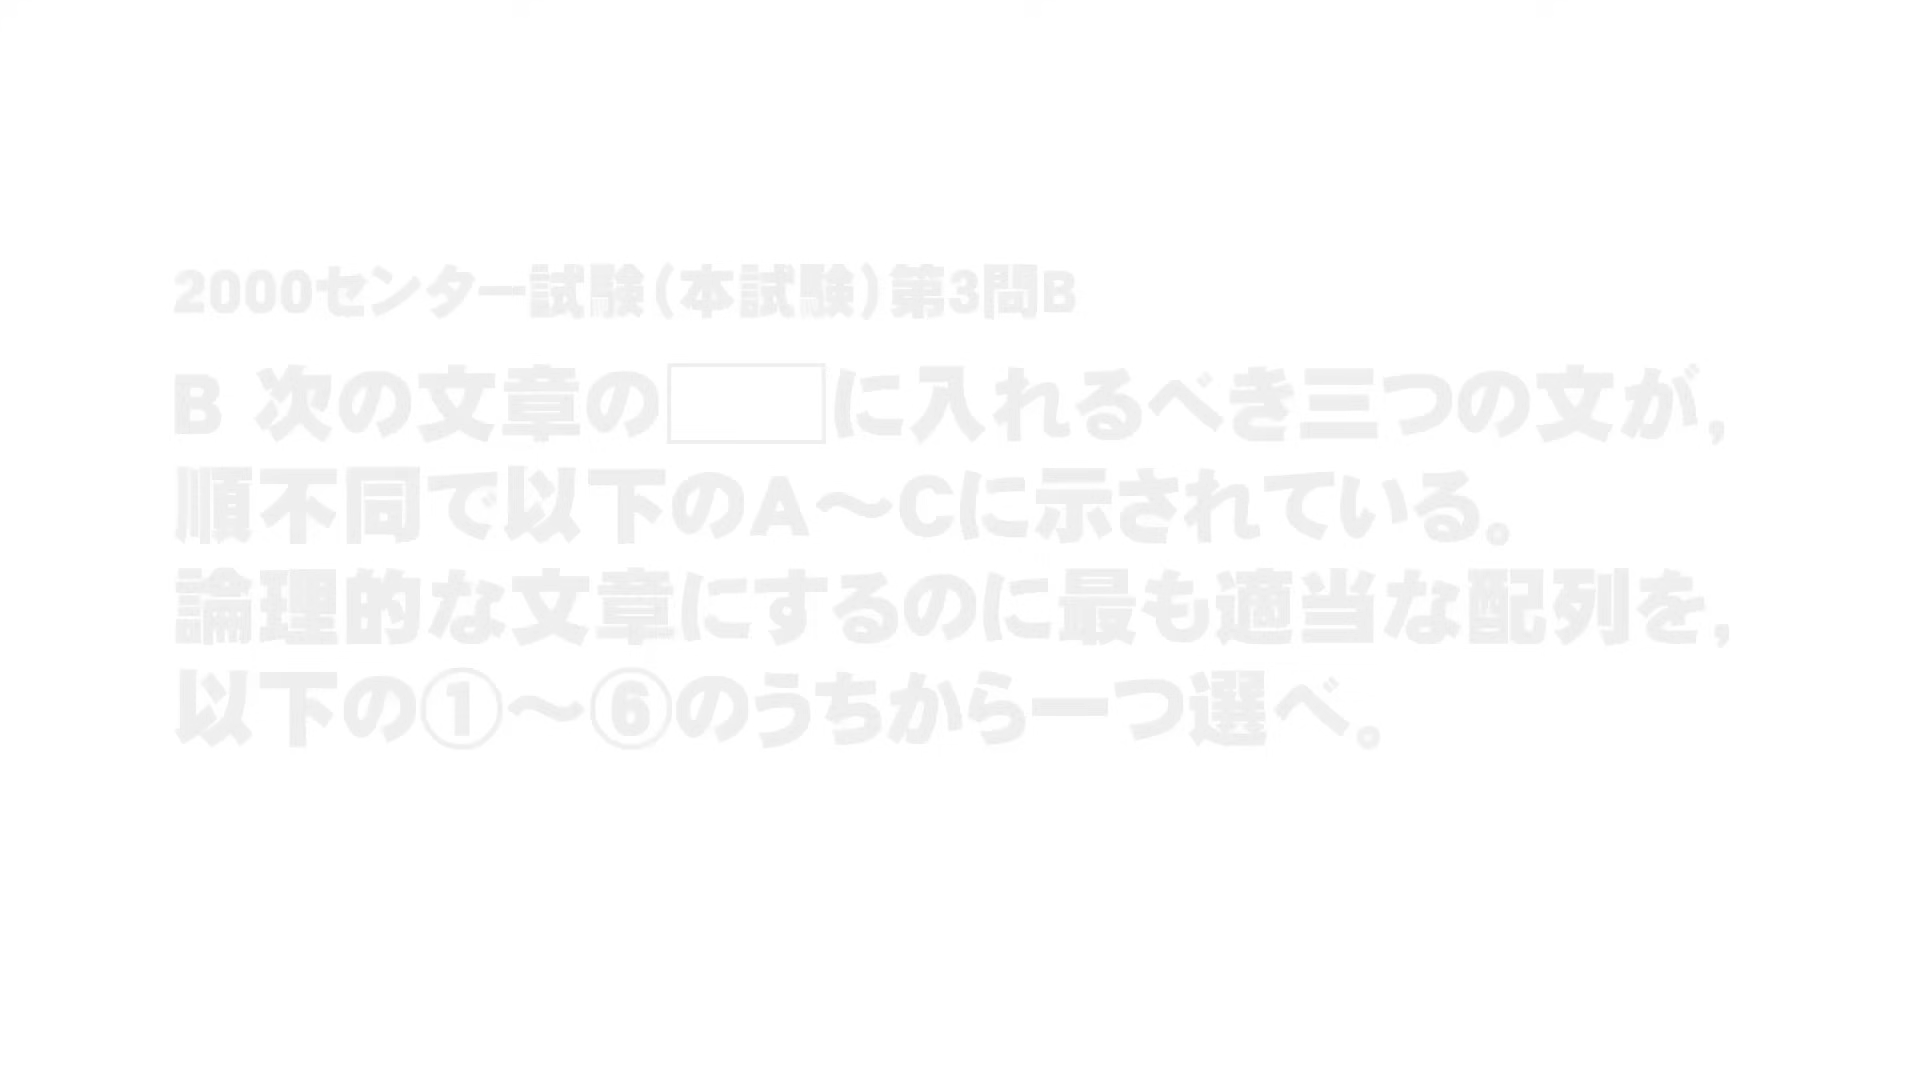 2000センター試験(本試験)第3問B
B 次の文章の に入れるべき三つの文が,
順不同で以下のA〜Cに示されている。
論理的な文章にするのに最も適当な配列を,
以下の①〜⑥のうちから一つ選べ。